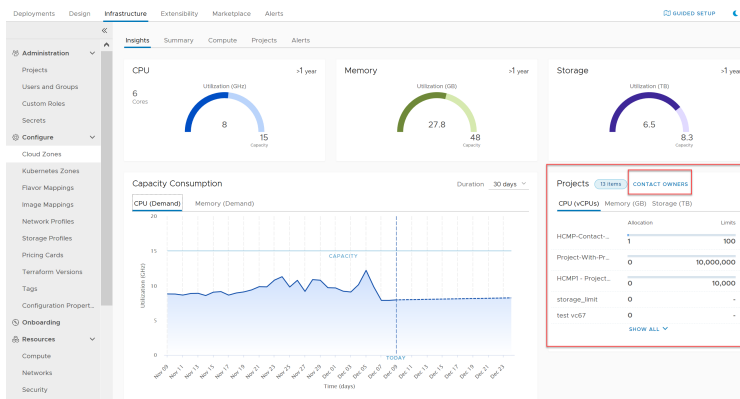 Deployments Design Infrastructure Extensibility Marketplace Alerts GUIDED SETUP
«
Administration
Projects
Users and Groups
Custom Roles
Secrets
Configure
Cloud Zones
Kubernetes Zones
Flavor Mappings
Image Mappings
Network Profiles
Storage Profiles
Pricing Cards
Terraform Versions
Tags
Configuration Propert...
Onboarding
Resources
Compute
Networks
Security
Insights Summary Compute Projects Alerts
CPU >1 year
6
Cores
Utilization (GHz)
8
15
Capacity
Memory >1 year
Utilization (GB)
27.8
48
Capacity
Storage >1 yea
Utilization (TB)
6.5
8.3
Capacity
Capacity Consumption Duration 30 days
CPU (Demand) Memory (Demand)
Utilization (GHz)
20
15
10
5
0
CAPACITY
TODAY
Nov 09 Nov 11 Nov 13 Nov 15 Nov 17 Nov 19 Nov 21 Nov 23 Nov 25 Nov 27 Nov 29 Dec 01 Dec 03 Dec 05 Dec 07 Dec 09 Dec 11 Dec 13 Dec 15 Dec 17 Dec 19 Dec 21 Dec 23
Time (days)
Projects 13 items CONTACT OWNERS
CPU (vCPUs) Memory (GB) Storage (TB)
Allocation Limits
HCMP-Contact-... 1 100
Project-With-Pr... 0 10,000,000
HCMP1 - Project... 0 10,000
storage_limit 0 -
test vc67 0 -
SHOW ALL